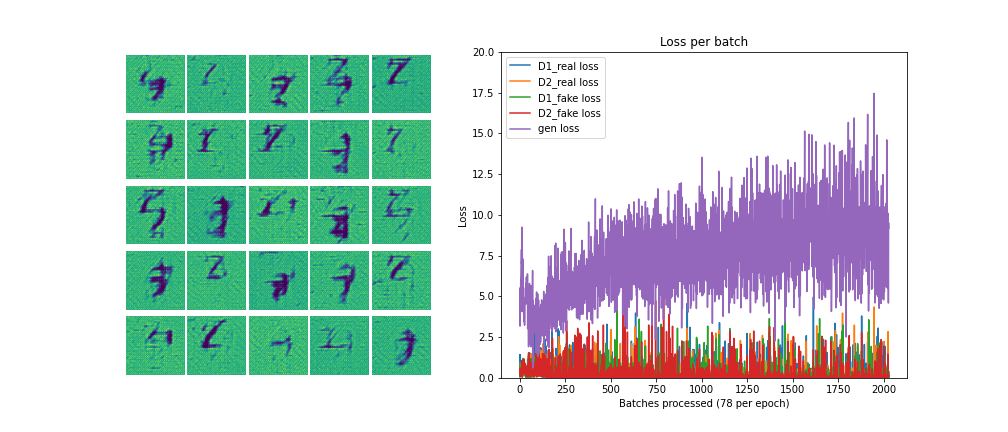 Loss per batch
20.0
17.5
15.0
12.5
10.0
7.5
5.0
2.5
0.0
Loss
D1_real loss
D2_real loss
D1_fake loss
D2_fake loss
gen loss
0 250 500 750 1000 1250 1500 1750 2000
Batches processed (78 per epoch)